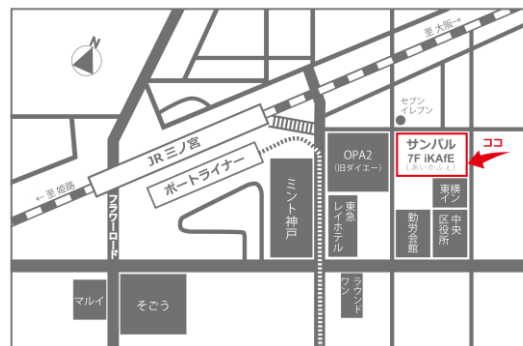 N
至 大阪→
セブン
イレブン
JR 三ノ宮
ポートライナー
← 至 姫路
フラワーロード
OPA2
(旧ダイエー)
サンパル
7F iKAfE
(あいかふぇ)
ココ
ミント神戸
東急
レイホテル
東横
イン
勤労会館
中央
区役所
マルイ
そごう
ラウンド
ワン